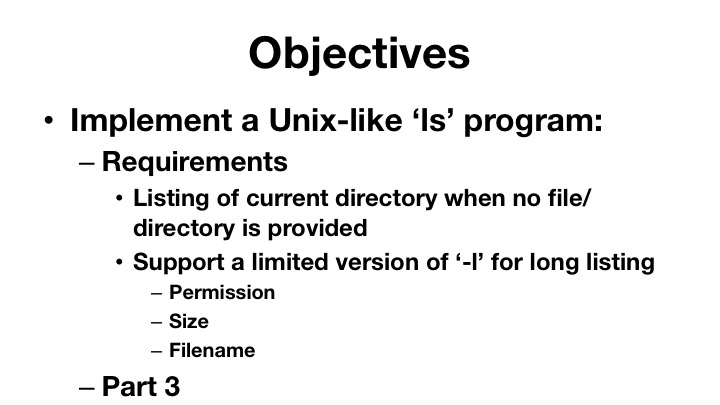 Objectives
• Implement a Unix-like ‘ls’ program:
– Requirements
• Listing of current directory when no file/
directory is provided
• Support a limited version of ‘-l’ for long listing
– Permission
– Size
– Filename
– Part 3